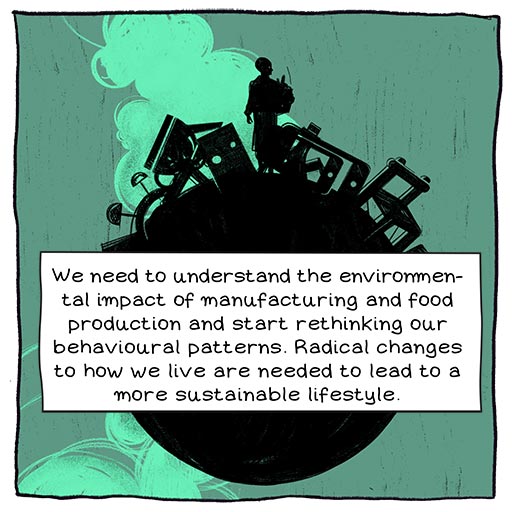 We need to understand the environmen-
tal impact of manufacturing and food
production and start rethinking our
behavioural patterns. Radical changes
to how we live are needed to lead to a
more sustainable lifestyle.